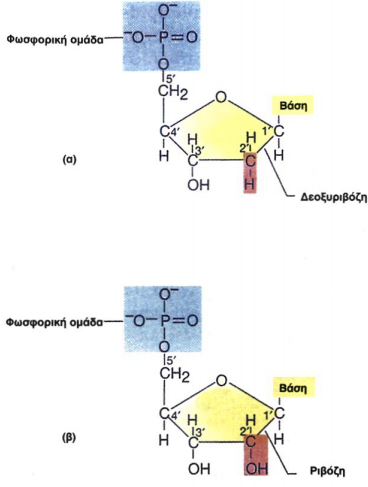 O⁻
Φωσφορική ομάδα
⁻O–P=O
O
5′
CH₂
O
Βάση
C 4′
1′ C
H
H 3′
2′ H
C
C
H
H
OH
H
(α)
Δεοξυριβόζη
O⁻
Φωσφορική ομάδα
⁻O–P=O
O
5′
CH₂
O
Βάση
C 4′
1′ C
H
H 3′
2′ H
C
C
H
H
OH
OH
(β)
Ριβόζη